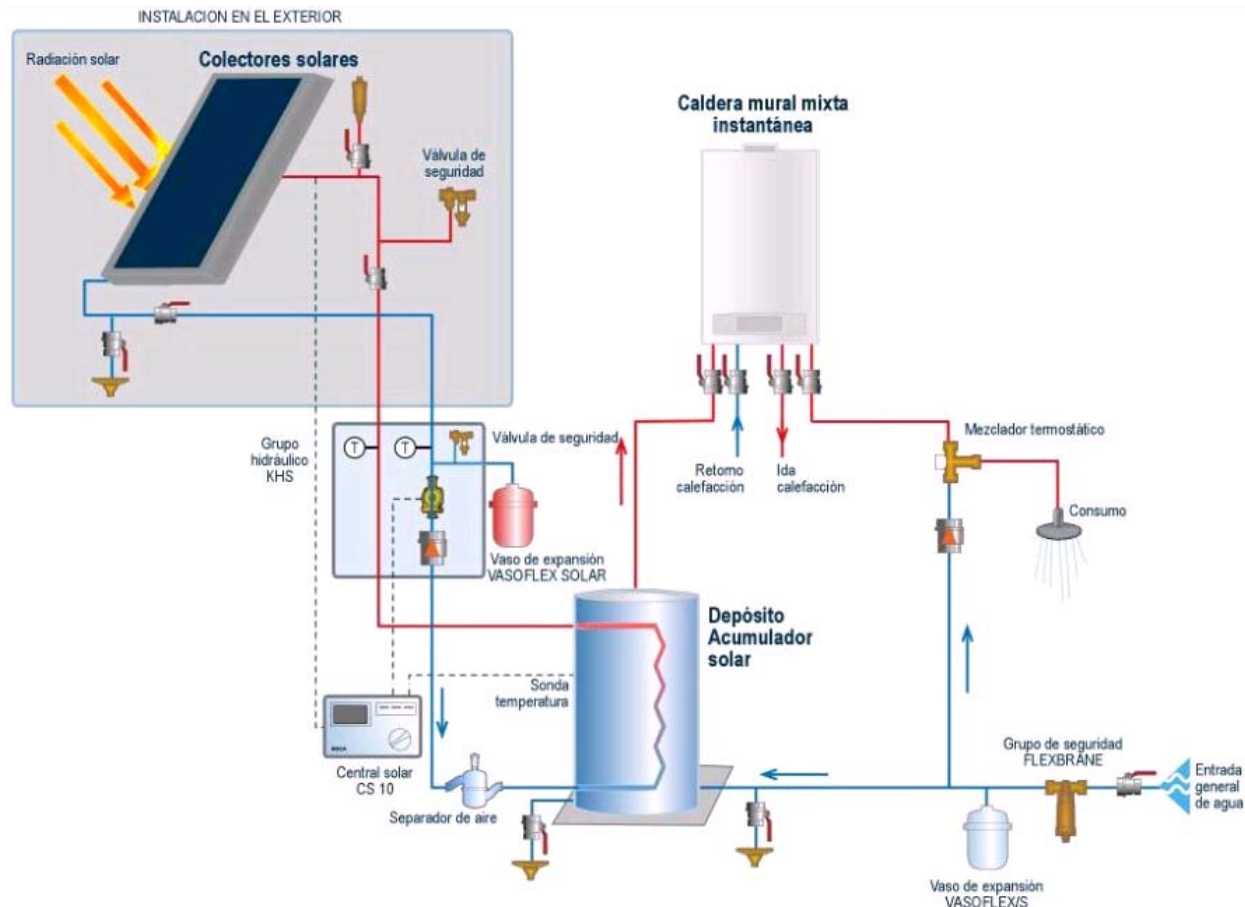 INSTALACION EN EL EXTERIOR
Radiación solar
Colectores solares
Válvula de
seguridad
Caldera mural mixta
instantánea
Grupo
hidráulico
KHS
T
T
Válvula de seguridad
Vaso de expansión
VASOFLEX SOLAR
Retorno
calefacción
Ida
calefacción
Mezclador termostático
Consumo
Depósito
Acumulador
solar
Sonda
temperatura
Central solar
CS 10
Separador de aire
Grupo de seguridad
FLEXBRANE
Entrada
general
de agua
Vaso de expansión
VASOFLEX/S